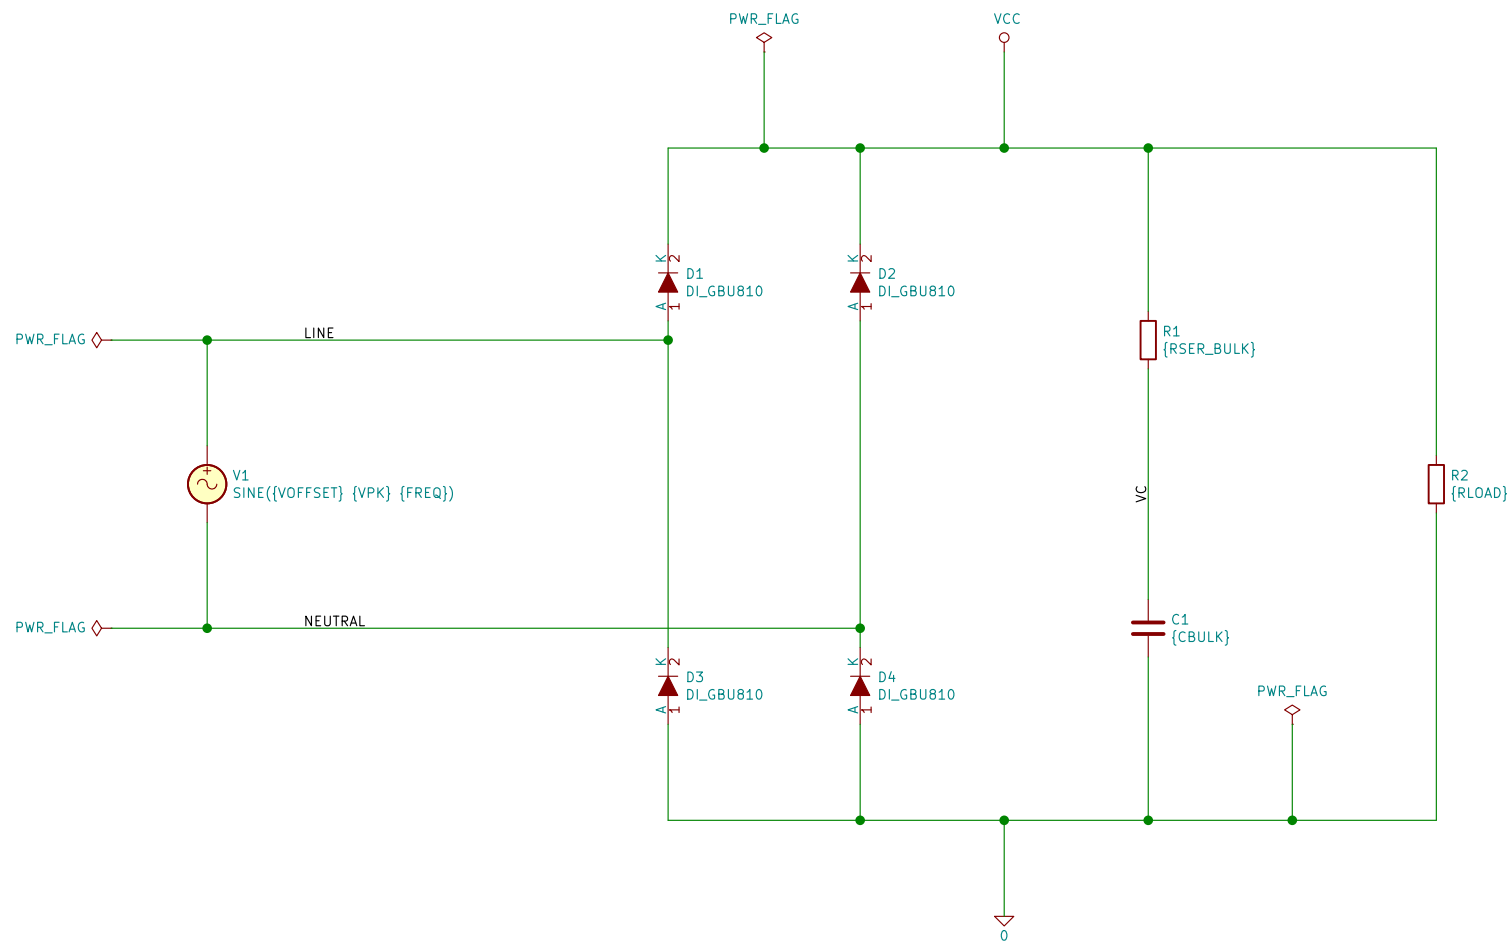 PWR_FLAG
VCC
K
2
D1
DI_GBU810
A
1
K
2
D2
DI_GBU810
A
1
PWR_FLAG
LINE
R1
{RSER_BULK}
V1
SINE({VOFFSET} {VPK} {FREQ})
VC
R2
{RLOAD}
PWR_FLAG
NEUTRAL
C1
{CBULK}
K
2
D3
DI_GBU810
A
1
K
2
D4
DI_GBU810
A
1
PWR_FLAG
0